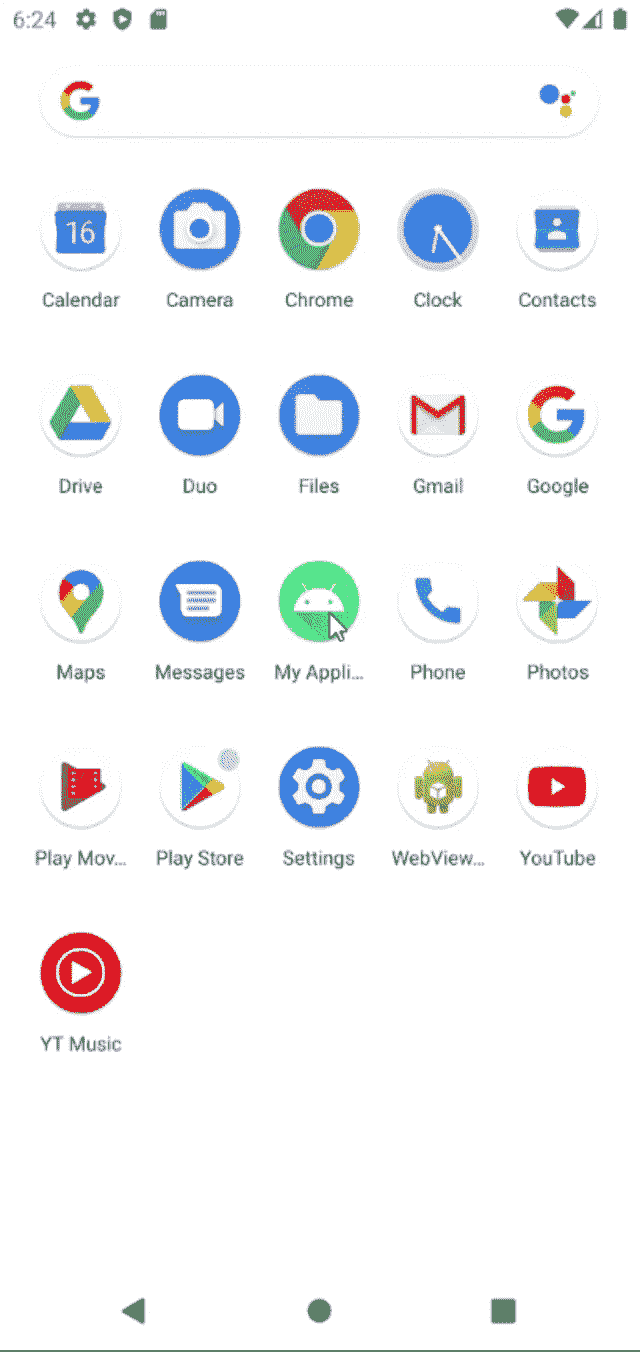 6:24
16
Calendar Camera Chrome Clock Contacts
Drive Duo Files Gmail Google
Maps Messages My Appli... Phone Photos
Play Mov... Play Store Settings WebView... YouTube
YT Music